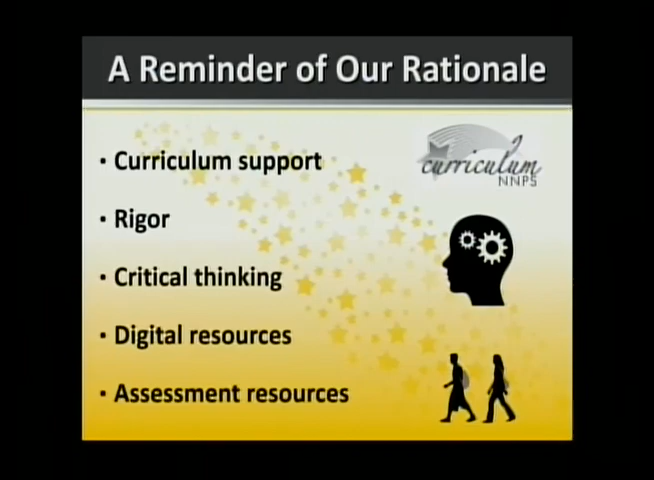 A Reminder of Our Rationale
• Curriculum support
• Rigor
• Critical thinking
• Digital resources
• Assessment resources
curriculum
NNPS